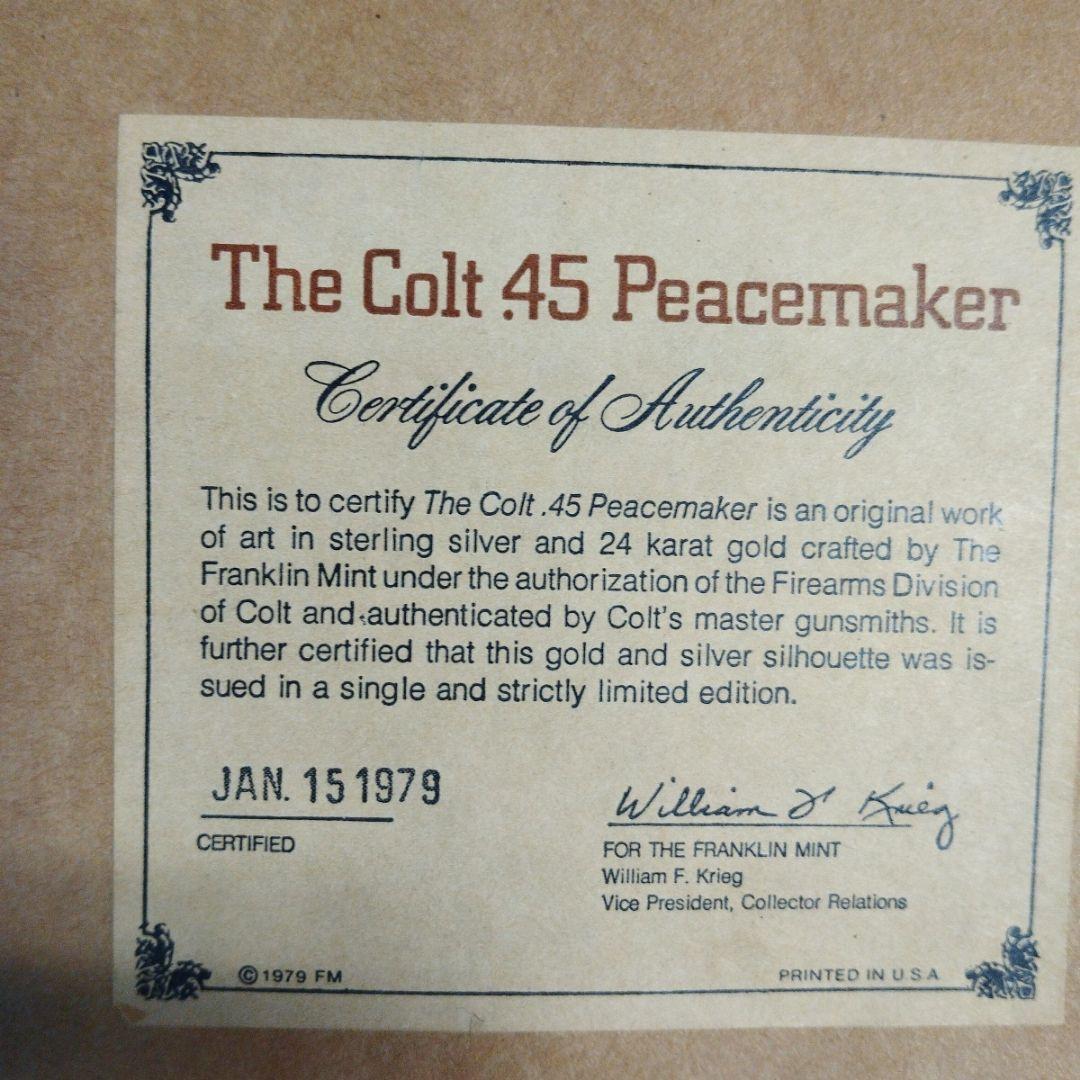 The Colt .45 Peacemaker
Certificate of Authenticity
This is to certify The Colt .45 Peacemaker is an original work
of art in sterling silver and 24 karat gold crafted by The
Franklin Mint under the authorization of the Firearms Division
of Colt and authenticated by Colt's master gunsmiths. It is
further certified that this gold and silver silhouette was is-
sued in a single and strictly limited edition.
JAN. 15 1979
William F Krieg
CERTIFIED
FOR THE FRANKLIN MINT
William F. Krieg
Vice President, Collector Relations
© 1979 FM
PRINTED IN U.S.A